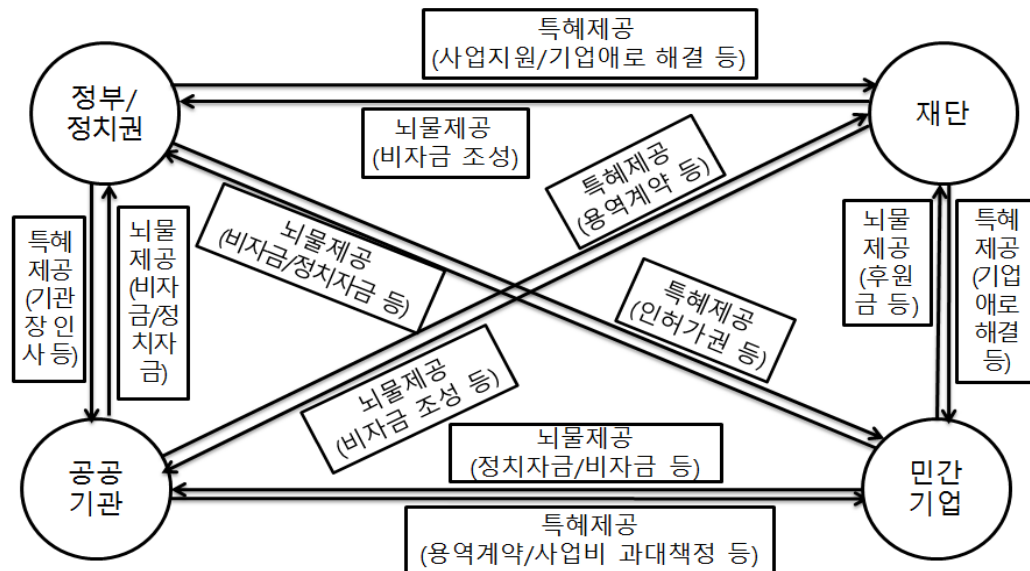 특혜제공
(사업지원/기업애로 해결 등)
정부/
정치권
재단
뇌물제공
(비자금 조성)
특혜제공
(용역계약 등)
뇌물제공
(비자금/정치자금 등)
특혜
제공
(기관
장 인
사 등)
뇌물
제공
(비자
금/정
치자
금)
특혜제공
(인허가권 등)
뇌물
제공
(후원
금 등)
특혜
제공
(기업
애로
해결
등)
뇌물제공
(비자금 조성 등)
뇌물제공
(정치자금/비자금 등)
공공
기관
민간
기업
특혜제공
(용역계약/사업비 과대책정 등)